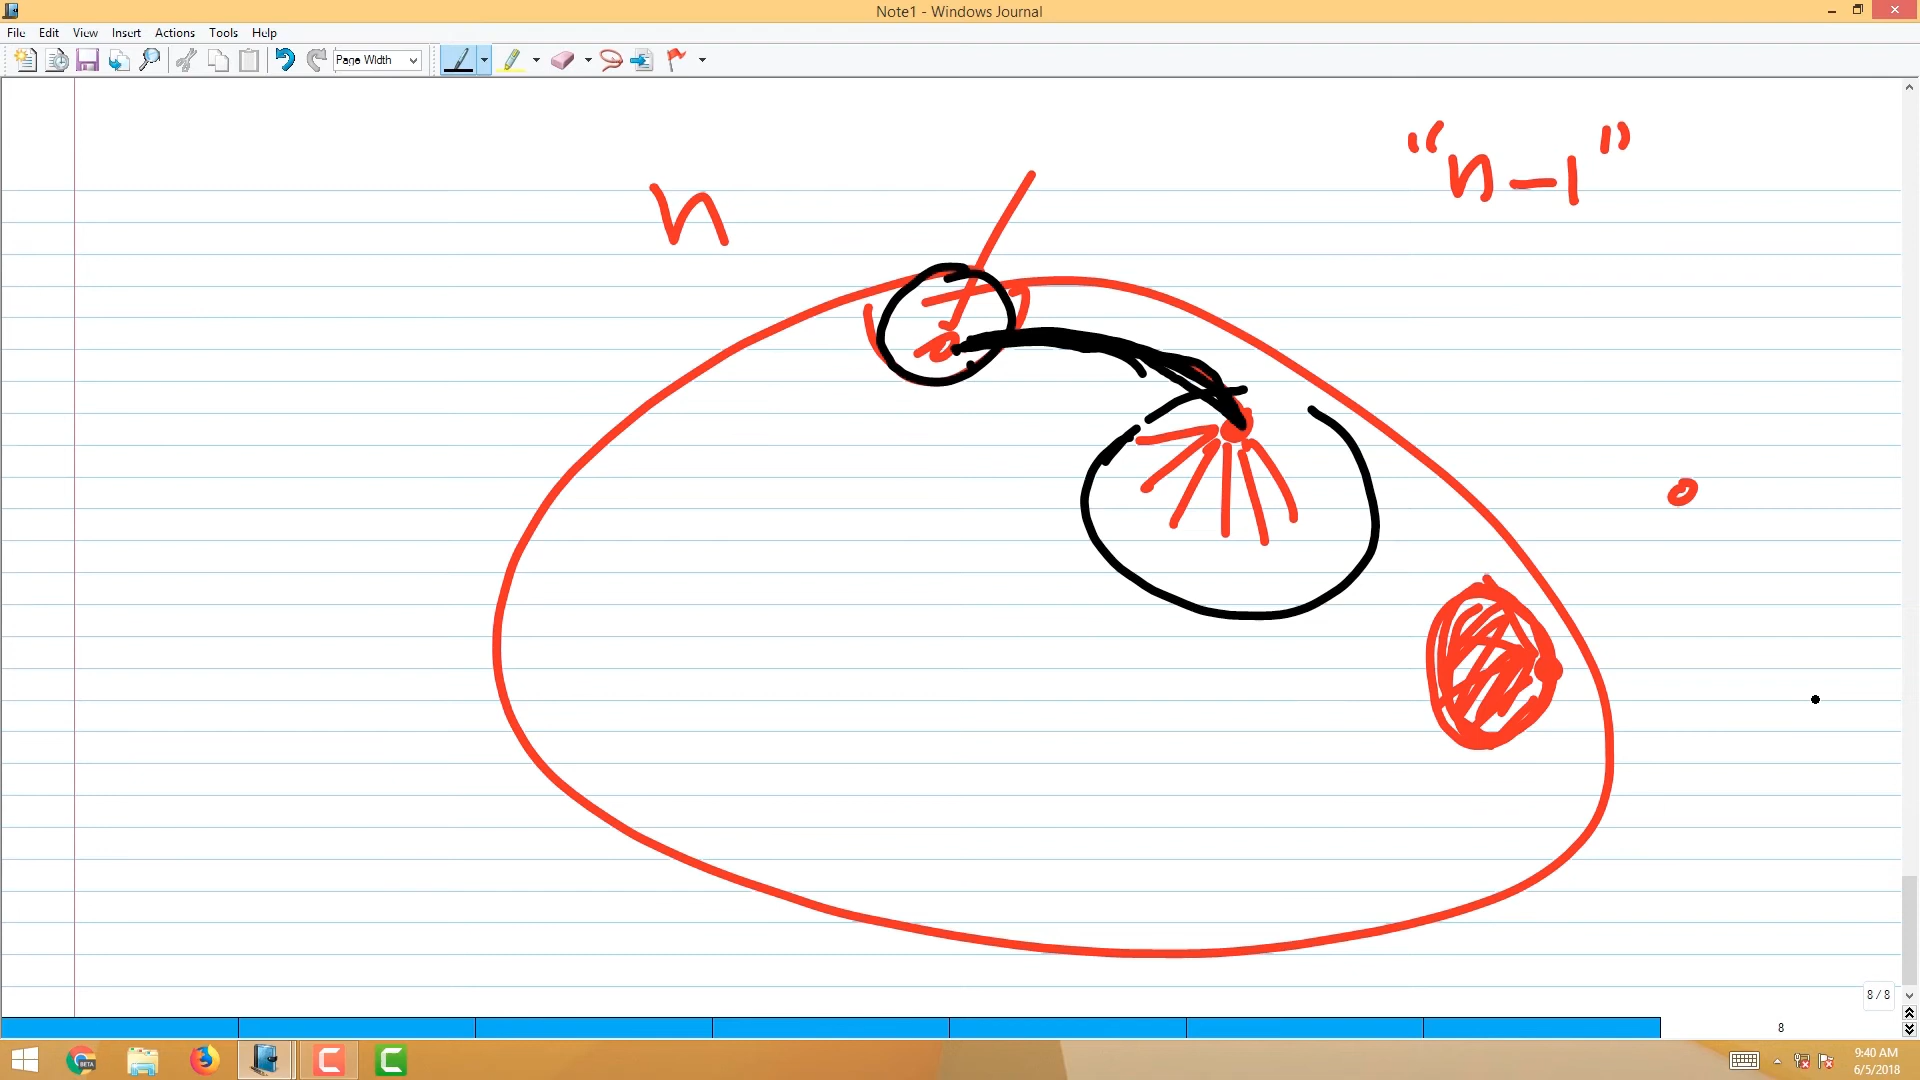 Note1 - Windows Journal
File Edit View Insert Actions Tools Help
Page Width
"n-1"
n
8 / 8
8
BETA
9:40 AM
6/5/2018